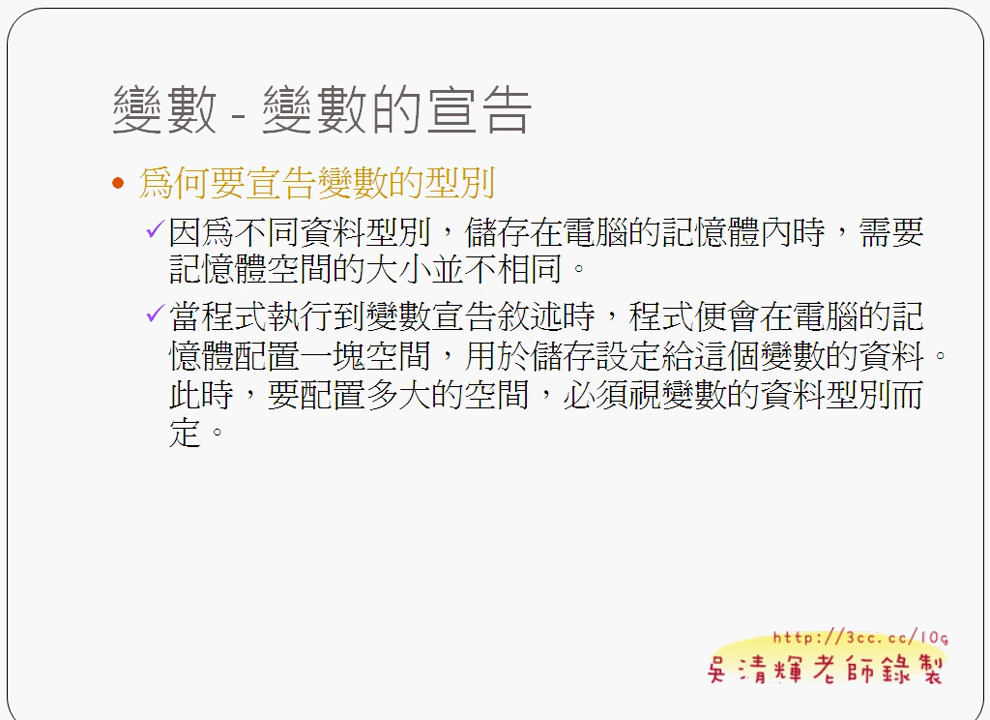 變數 - 變數的宣告
為何要宣告變數的型別
因為不同資料型別，儲存在電腦的記憶體內時，需要
記憶體空間的大小並不相同。
當程式執行到變數宣告敘述時，程式便會在電腦的記
憶體配置一塊空間，用於儲存設定給這個變數的資料。
此時，要配置多大的空間，必須視變數的資料型別而
定。
http://3cc.cc/10g
吳清輝老師錄製